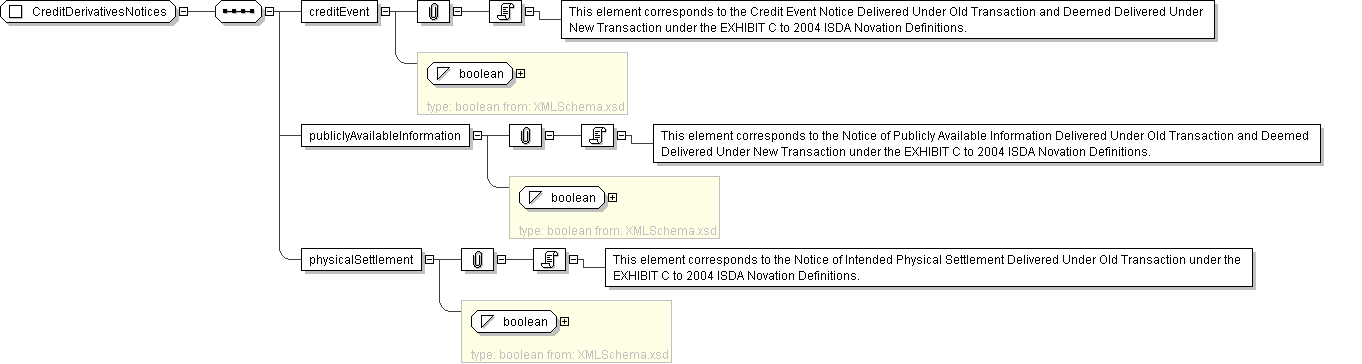 CreditDerivativesNotices
creditEvent
This element corresponds to the Credit Event Notice Delivered Under Old Transaction and Deemed Delivered Under
New Transaction under the EXHIBIT C to 2004 ISDA Novation Definitions.
boolean
type: boolean from: XMLSchema.xsd
publiclyAvailableInformation
This element corresponds to the Notice of Publicly Available Information Delivered Under Old Transaction and Deemed
Delivered Under New Transaction under the EXHIBIT C to 2004 ISDA Novation Definitions.
boolean
type: boolean from: XMLSchema.xsd
physicalSettlement
This element corresponds to the Notice of Intended Physical Settlement Delivered Under Old Transaction under the
EXHIBIT C to 2004 ISDA Novation Definitions.
boolean
type: boolean from: XMLSchema.xsd